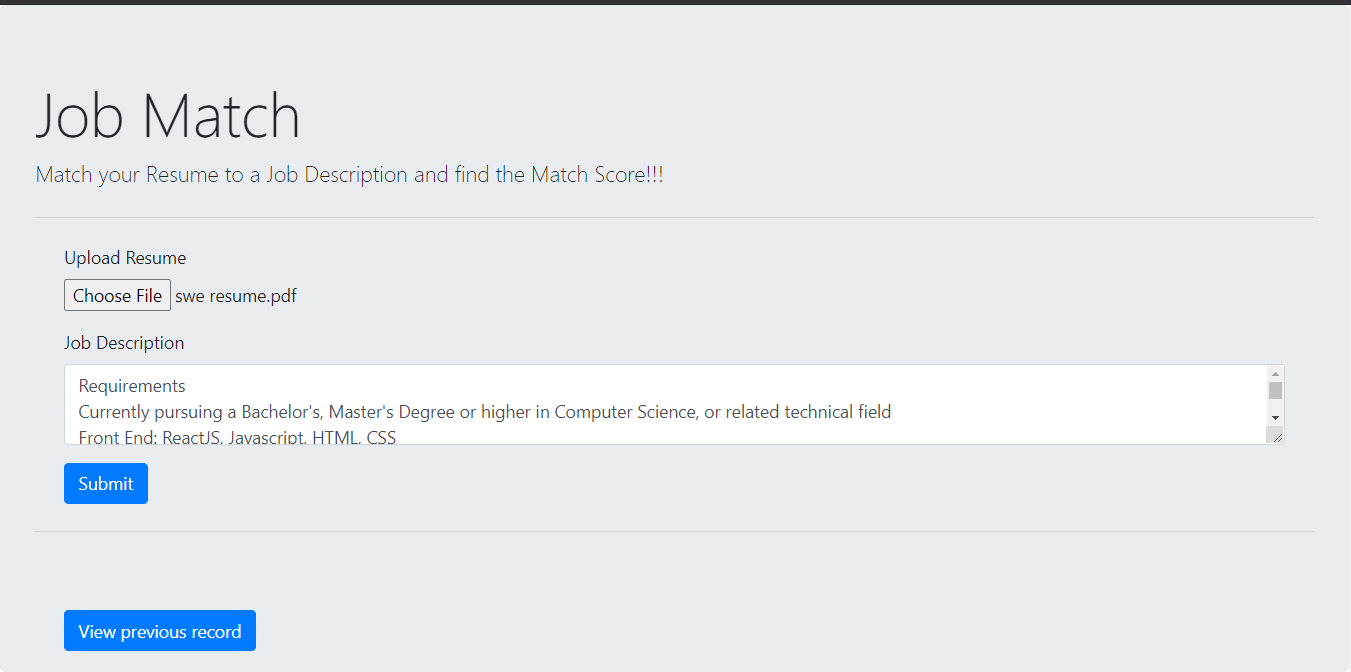 Job Match
Match your Resume to a Job Description and find the Match Score!!!
Upload Resume
Choose File swe resume.pdf
Job Description
Requirements
Currently pursuing a Bachelor's, Master's Degree or higher in Computer Science, or related technical field
Front End: ReactJS, Javascript, HTML, CSS
Submit
View previous record